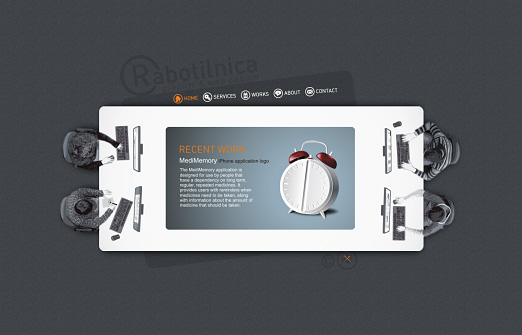 Rabotilnica
HOME SERVICES WORKS ABOUT CONTACT
RECENT WORK
MediMemory iPhone application logo
The MediMemory application is
designed for use by people that
have a dependency on long term,
regular, repeated medicines. It
provides users with reminders when
medicines need to be taken, along
with information about the amount of
medicine that should be taken.
©